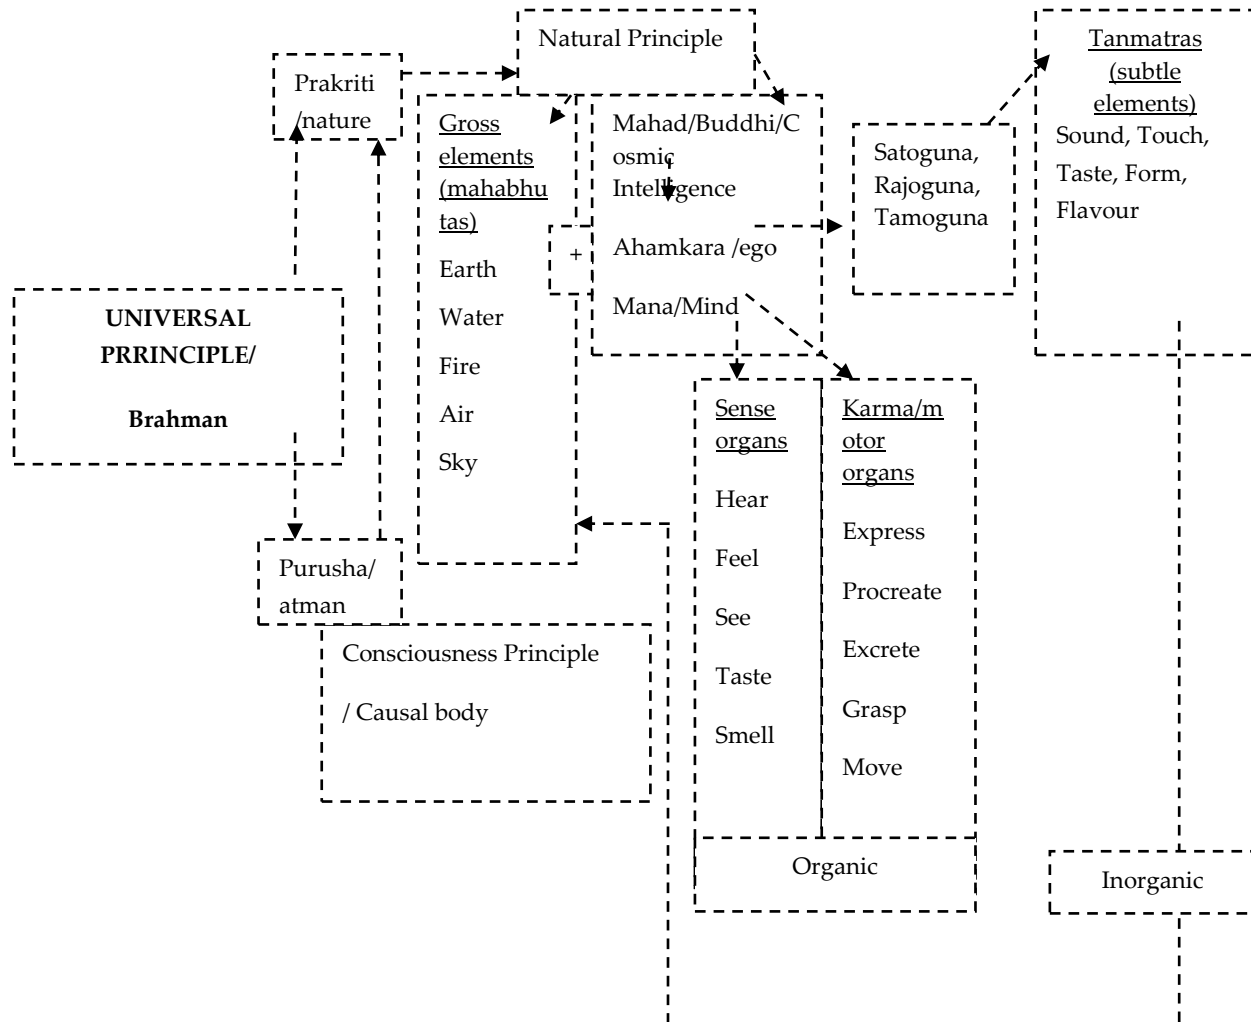 Natural Principle
Prakriti
/nature
Tanmatras
(subtle
elements)
Sound, Touch,
Taste, Form,
Flavour
Gross
elements
(mahabhu
tas)
Earth
Water
Fire
Air
Sky
+
Mahad/Buddhi/C
osmic
Intelligence
Ahamkara /ego
Mana/Mind
Satoguna,
Rajoguna,
Tamoguna
UNIVERSAL
PRRINCIPLE/
Brahman
Purusha/
atman
Consciousness Principle
/ Causal body
Sense
organs
Hear
Feel
See
Taste
Smell
Karma/m
otor
organs
Express
Procreate
Excrete
Grasp
Move
Organic
Inorganic